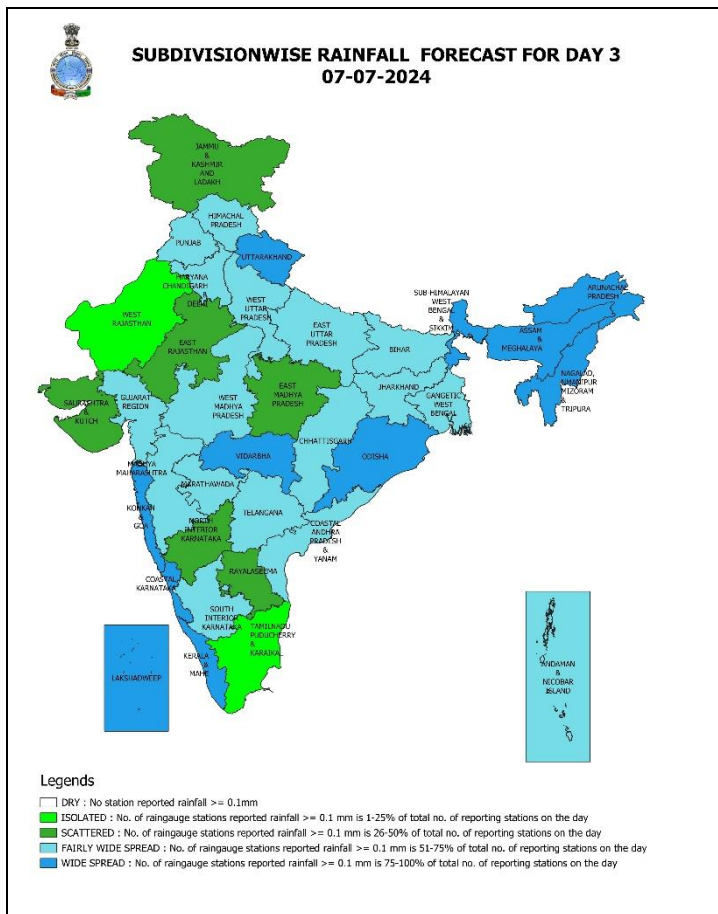 SUBDIVISIONWISE RAINFALL FORECAST FOR DAY 3
07-07-2024
JAMMU
&
KASHMIR
AND
LADAKH
HIMACHAL
PRADESH
PUNJAB
UTTARAKHAND
HARYANA
CHANDIGARH
&
DELHI
WEST
UTTAR
PRADESH
WEST
RAJASTHAN
EAST
RAJASTHAN
EAST
UTTAR
PRADESH
SUB-HIMALAYAN
WEST
BENGAL
&
SIKKIM
ARUNACHAL
PRADESH
ASSAM
&
MEGHALAYA
BIHAR
NAGALAD,
MANIPUR
MIZORAM
&
TRIPURA
SAURASHTRA
&
KUTCH
GUJARAT
REGION
WEST
MADHYA
PRADESH
EAST
MADHYA
PRADESH
JHARKHAND
GANGETIC
WEST
BENGAL
CHHATTISGARH
VIDARBHA
ODISHA
MADHYA
MAHARASHTRA
MARATHAWADA
KONKAN
&
GOA
TELANGANA
NORTH
INTERIOR
KARNATAKA
COASTAL
ANDHRA
PRADESH
&
YANAM
COASTAL
KARNATAKA
RAYALASEEMA
SOUTH
INTERIOR
KARNATAKA
TAMILNADU
PUDUCHERRY
&
KARAIKAL
KERALA
&
MAHE
LAKSHADWEEP
ANDAMAN
&
NICOBAR
ISLAND
Legends
DRY : No station reported rainfall >= 0.1mm
ISOLATED : No. of raingauge stations reported rainfall >= 0.1 mm is 1-25% of total no. of reporting stations on the day
SCATTERED : No. of raingauge stations reported rainfall >= 0.1 mm is 26-50% of total no. of reporting stations on the day
FAIRLY WIDE SPREAD : No. of raingauge stations reported rainfall >= 0.1 mm is 51-75% of total no. of reporting stations on the day
WIDE SPREAD : No. of raingauge stations reported rainfall >= 0.1 mm is 75-100% of total no. of reporting stations on the day